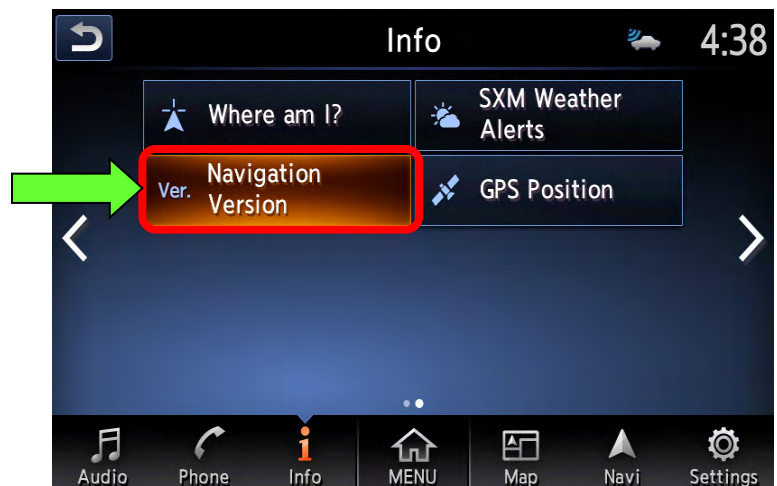 Info
4:38
Where am I?
SXM Weather
Alerts
Ver.
Navigation
Version
GPS Position
Audio
Phone
Info
MENU
Map
Navi
Settings